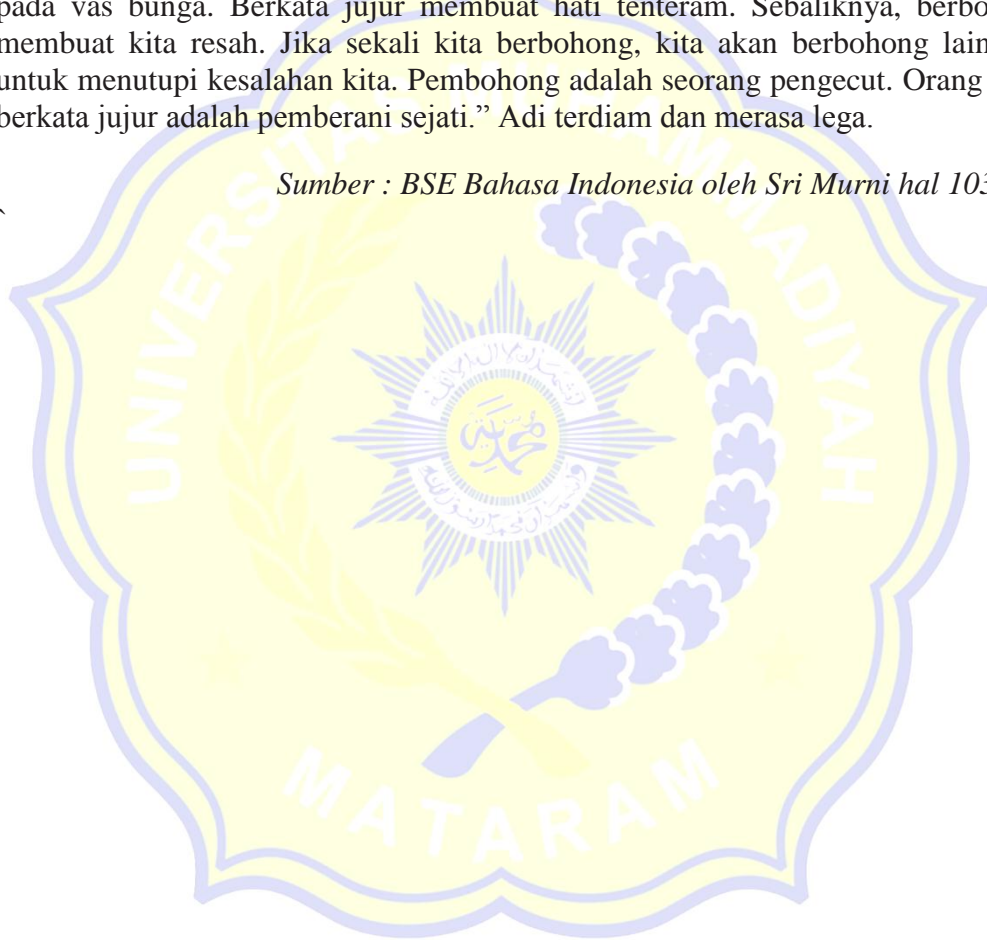 pada vas bunga. Berkata jujur membuat hati tenteram. Sebaliknya, berbo
membuat kita resah. Jika sekali kita berbohong, kita akan berbohong lain
untuk menutupi kesalahan kita. Pembohong adalah seorang pengecut. Orang
berkata jujur adalah pemberani sejati.” Adi terdiam dan merasa lega.
Sumber : BSE Bahasa Indonesia oleh Sri Murni hal 103
`
UNIVERSITAS MUHAMMADIYAH
MATARAM